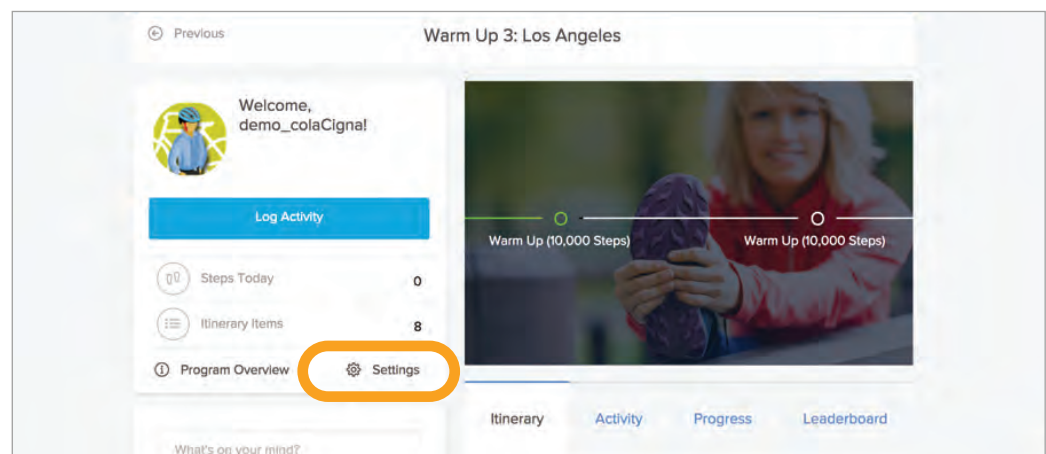 Previous
Warm Up 3: Los Angeles
Welcome,
demo_colaCigna!
Log Activity
Steps Today 0
Itinerary Items 8
Program Overview
Settings
What's on your mind?
Warm Up (10,000 Steps)
Warm Up (10,000 Steps)
Itinerary
Activity
Progress
Leaderboard